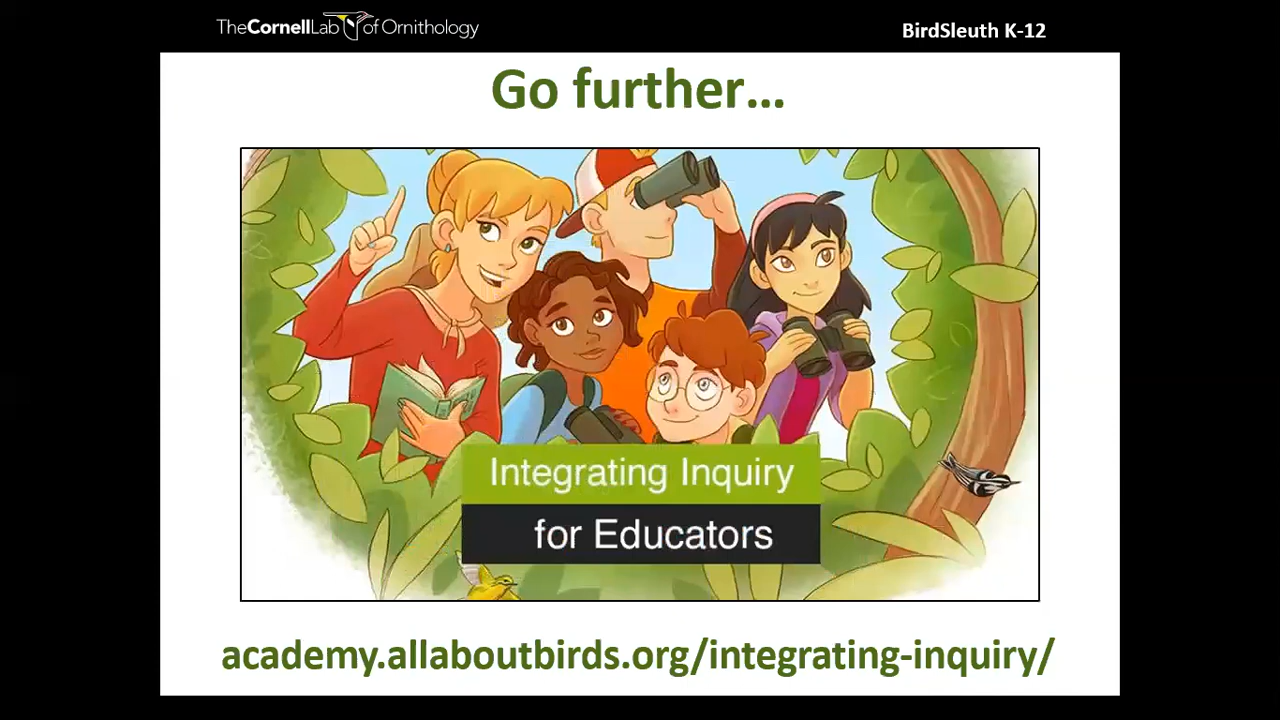 TheCornellLab of Ornithology
BirdSleuth K-12
Go further...
Integrating Inquiry
for Educators
academy.allaboutbirds.org/integrating-inquiry/